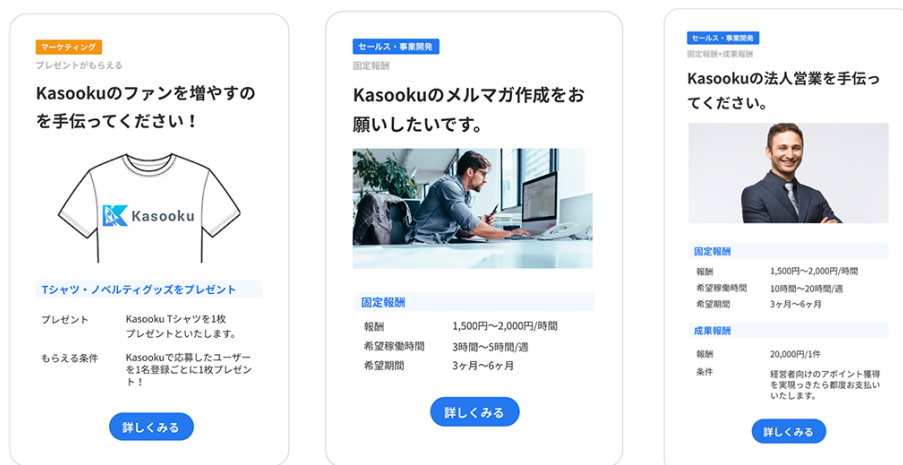 マーケティング
プレゼントがもらえる
Kasookuのファンを増やすの
を手伝ってください！
Kasooku
Tシャツ・ノベルティグッズをプレゼント
プレゼント
Kasooku Tシャツを1枚
プレゼントといたします。
もらえる条件
Kasookuで応募したユーザー
を1名登録ごとに1枚プレゼン
ト！
詳しくみる
セールス・事業開発
固定報酬
Kasookuのメルマガ作成をお
願いしたいです。
固定報酬
報酬
1,500円〜2,000円/時間
希望稼働時間
3時間〜5時間/週
希望期間
3ヶ月〜6ヶ月
詳しくみる
セールス・事業開発
固定報酬+成果報酬
Kasookuの法人営業を手伝っ
てください。
固定報酬
報酬
1,500円〜2,000円/時間
希望稼働時間
10時間〜20時間/週
希望期間
3ヶ月〜6ヶ月
成果報酬
報酬
20,000円/1件
条件
経営者向けのアポイント獲得
を実現っきたら都度お支払い
いたします。
詳しくみる